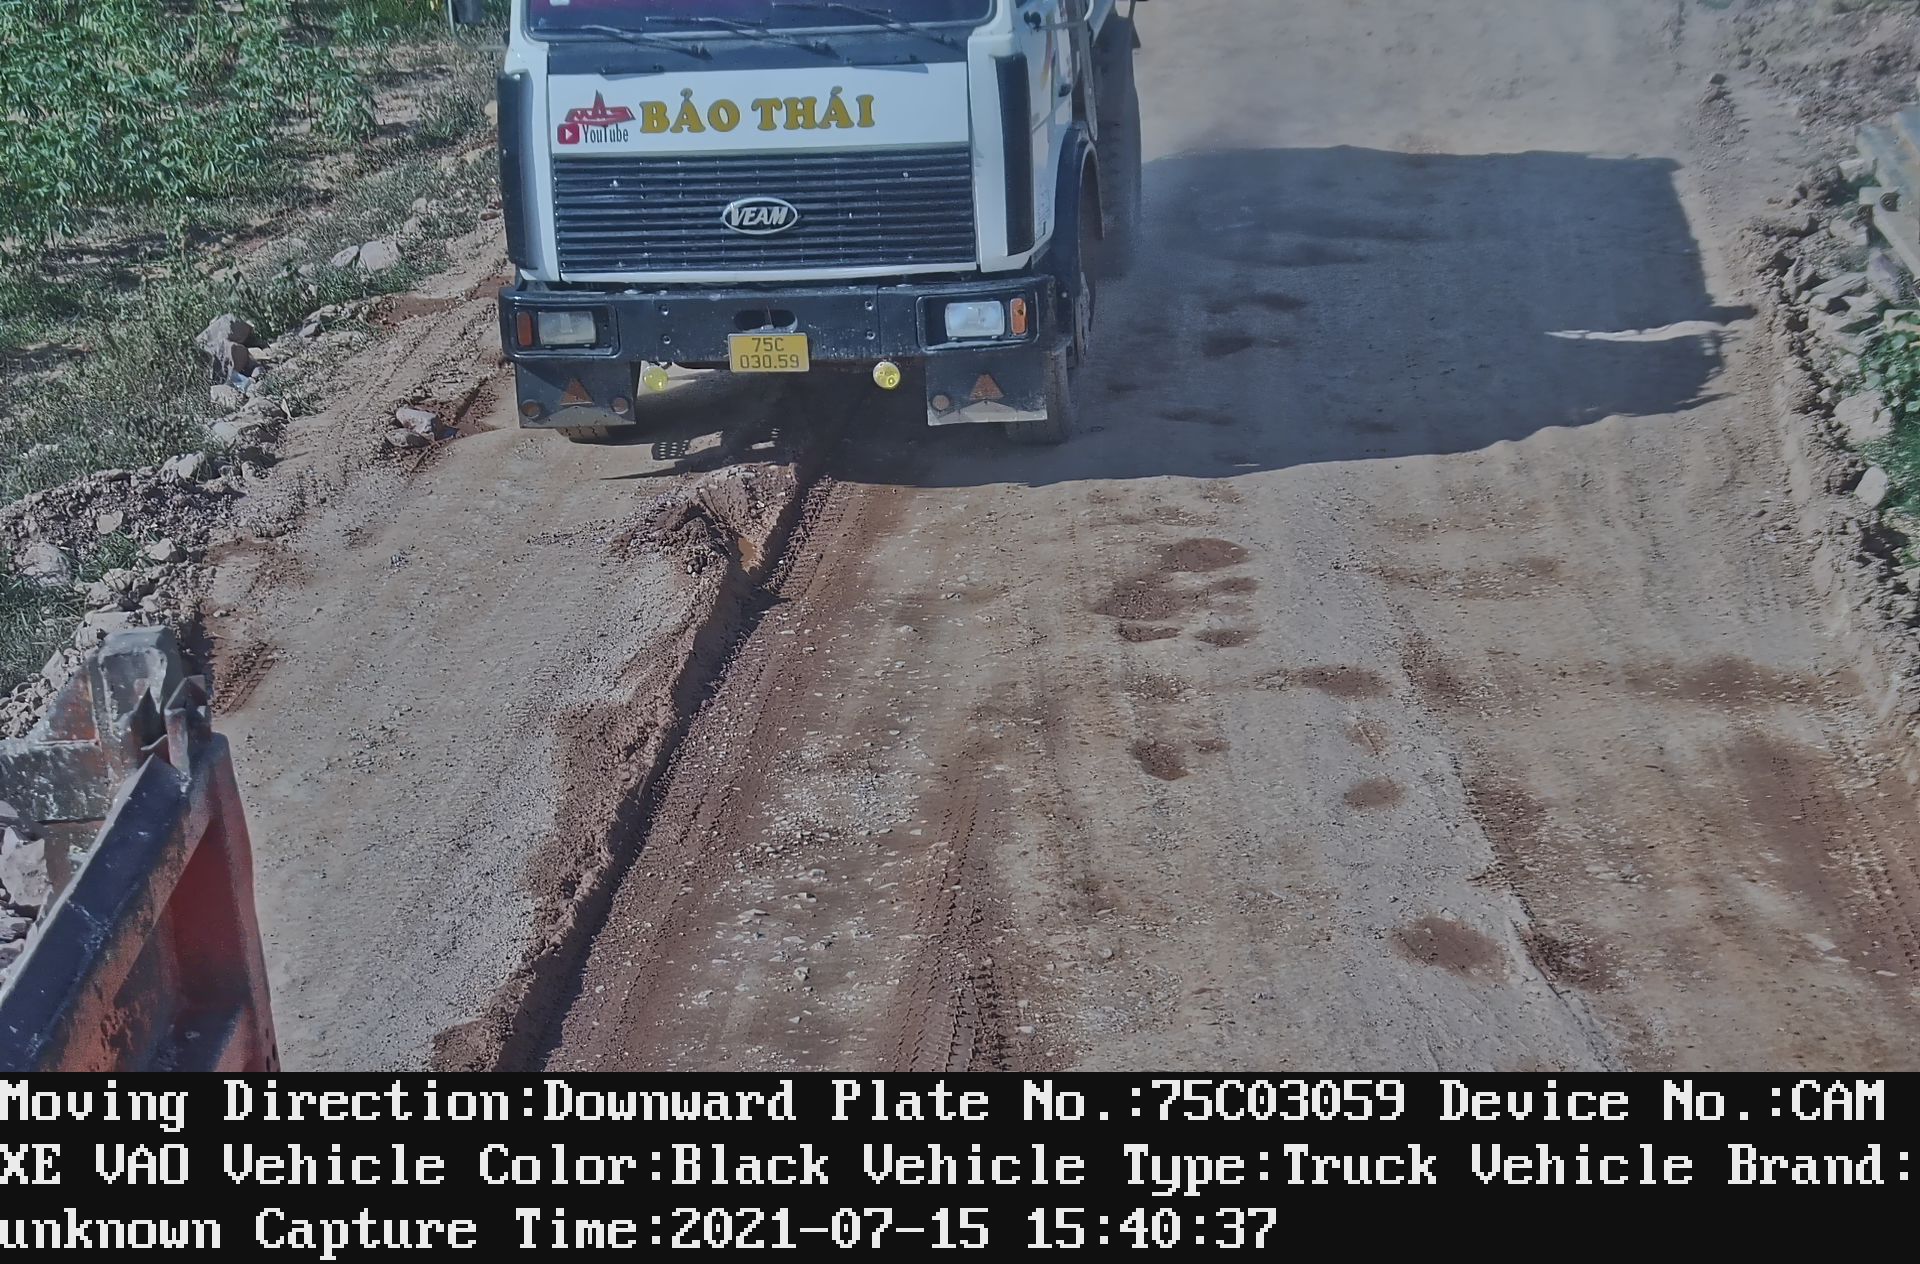 MAZ
YouTube
BẢO THÁI
VEAM
75C
030.59
Moving Direction:Downward Plate No.:75C03059 Device No.:CAM
XE VAO Vehicle Color:Black Vehicle Type:Truck Vehicle Brand:
unknown Capture Time:2021-07-15 15:40:37